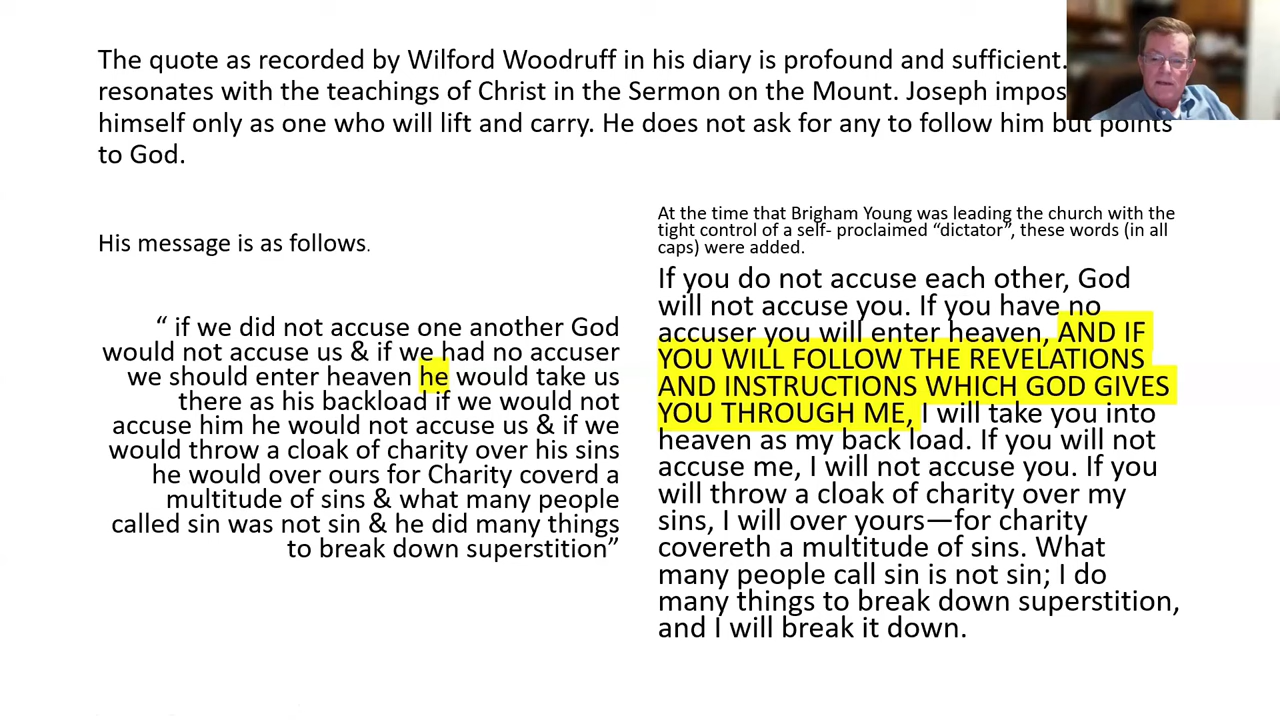 The quote as recorded by Wilford Woodruff in his diary is profound and sufficient.
resonates with the teachings of Christ in the Sermon on the Mount. Joseph
himself only as one who will lift and carry. He does not ask for any to follow him but points
to God.
His message is as follows.
“ if we did not accuse one another God
would not accuse us & if we had no accuser
we should enter heaven he would take us
there as his backload if we would not
accuse him he would not accuse us & if we
would throw a cloak of charity over his sins
he would over ours for Charity coverd a
multitude of sins & what many people
called sin was not sin & he did many things
to break down superstition”
At the time that Brigham Young was leading the church with the
tight control of a self- proclaimed “dictator”, these words (in all
caps) were added.
If you do not accuse each other, God
will not accuse you. If you have no
accuser you will enter heaven, AND IF
YOU WILL FOLLOW THE REVELATIONS
AND INSTRUCTIONS WHICH GOD GIVES
YOU THROUGH ME, I will take you into
heaven as my back load. If you will not
accuse me, I will not accuse you. If you
will throw a cloak of charity over my
sins, I will over yours—for charity
covereth a multitude of sins. What
many people call sin is not sin; I do
many things to break down superstition,
and I will break it down.